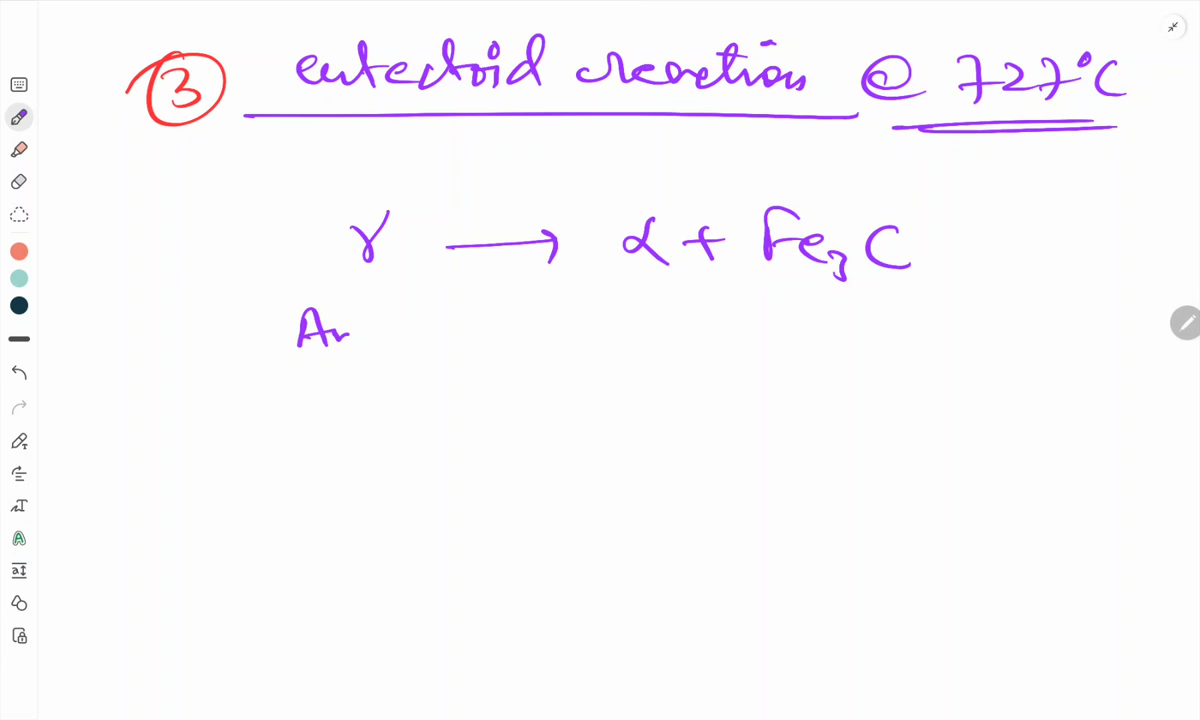 3 eutectoid reaction @ 727°C
γ → α + Fe₃C
Au